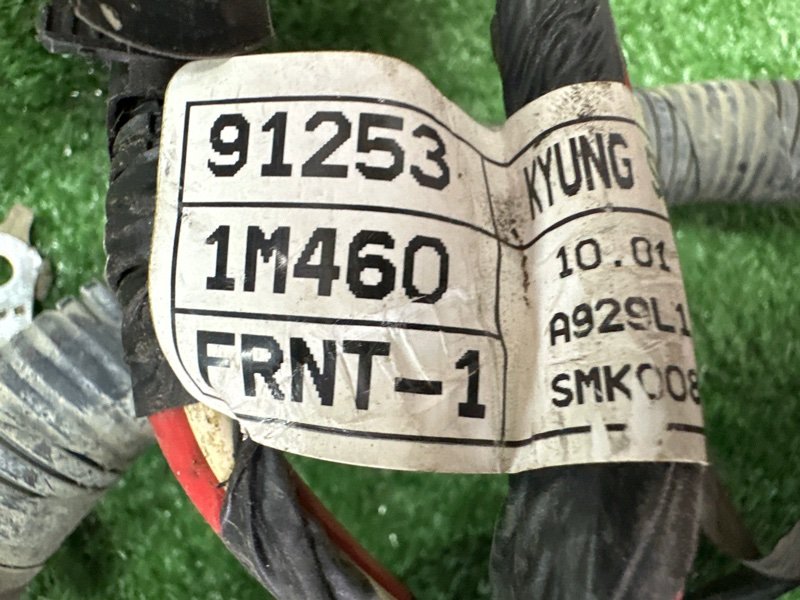 91253
1M460
FRNT-1
KYUNG
10.01
A929L1
SMK008